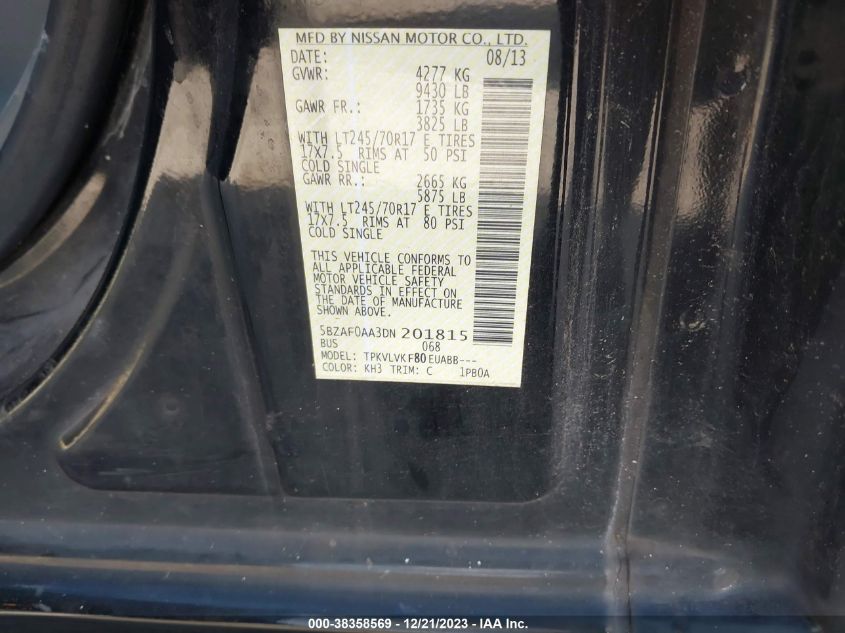 MFD BY NISSAN MOTOR CO., LTD.
DATE: 08/13
GVWR: 4277 KG
9430 LB
GAWR FR.: 1735 KG
3825 LB
WITH LT245/70R17 E TIRES
17X7.5 RIMS AT 50 PSI
COLD SINGLE
GAWR RR.: 2665 KG
5875 LB
WITH LT245/70R17 E TIRES
17X7.5 RIMS AT 80 PSI
COLD SINGLE
THIS VEHICLE CONFORMS TO
ALL APPLICABLE FEDERAL
MOTOR VEHICLE SAFETY
STANDARDS IN EFFECT ON
THE DATE OF MANUFACTURE
SHOWN ABOVE.
5BZAF0AA3DN 201815
BUS 068
MODEL: TPKVLVKF80EUABB---
COLOR: KH3 TRIM: C 1PB0A
000-38358569 - 12/21/2023 - IAA Inc.